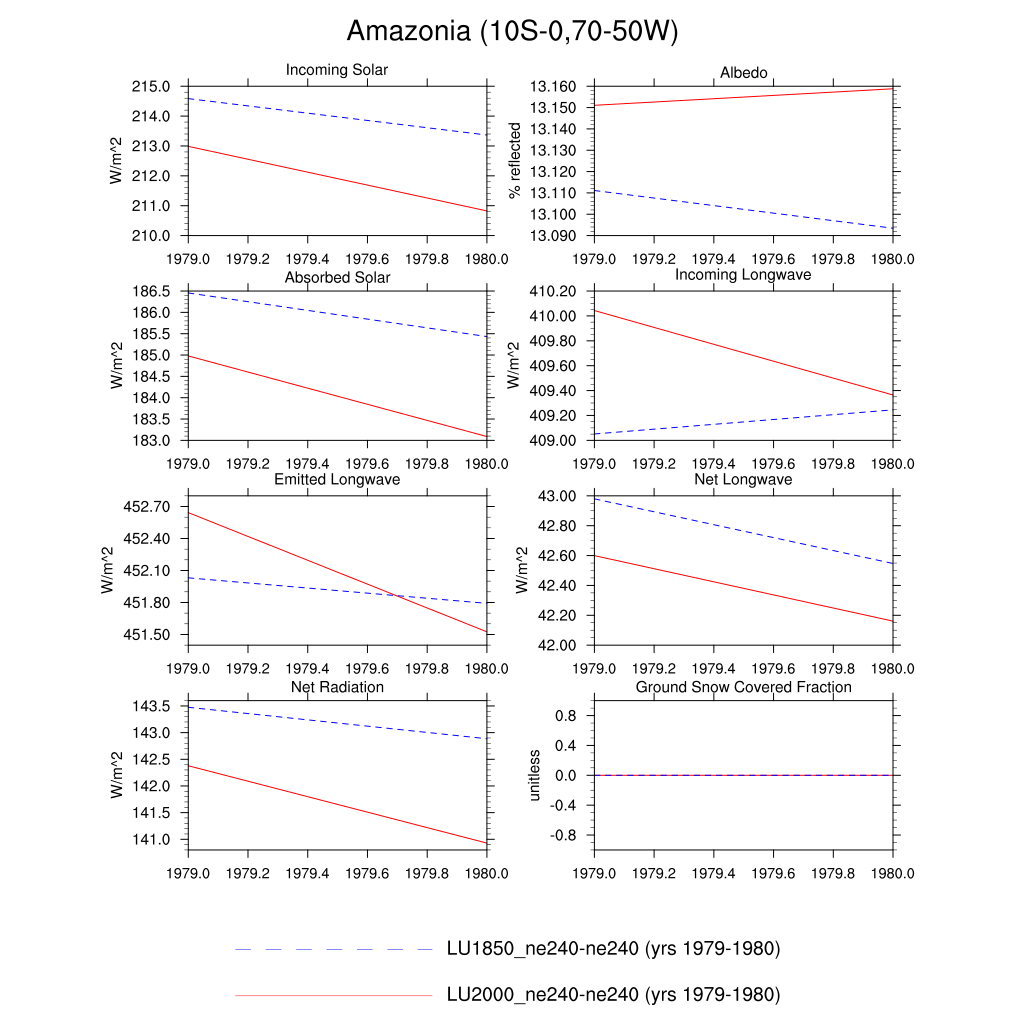 Amazonia (10S-0,70-50W)
Incoming Solar
W/m^2
215.0
214.0
213.0
212.0
211.0
210.0
1979.0 1979.2 1979.4 1979.6 1979.8 1980.0
Albedo
% reflected
13.160
13.150
13.140
13.130
13.120
13.110
13.100
13.090
1979.0 1979.2 1979.4 1979.6 1979.8 1980.0
Absorbed Solar
W/m^2
186.5
186.0
185.5
185.0
184.5
184.0
183.5
183.0
1979.0 1979.2 1979.4 1979.6 1979.8 1980.0
Incoming Longwave
W/m^2
410.20
410.00
409.80
409.60
409.40
409.20
409.00
1979.0 1979.2 1979.4 1979.6 1979.8 1980.0
Emitted Longwave
W/m^2
452.70
452.40
452.10
451.80
451.50
1979.0 1979.2 1979.4 1979.6 1979.8 1980.0
Net Longwave
W/m^2
43.00
42.80
42.60
42.40
42.20
42.00
1979.0 1979.2 1979.4 1979.6 1979.8 1980.0
Net Radiation
W/m^2
143.5
143.0
142.5
142.0
141.5
141.0
1979.0 1979.2 1979.4 1979.6 1979.8 1980.0
Ground Snow Covered Fraction
unitless
0.8
0.4
0.0
-0.4
-0.8
1979.0 1979.2 1979.4 1979.6 1979.8 1980.0
LU1850_ne240-ne240 (yrs 1979-1980)
LU2000_ne240-ne240 (yrs 1979-1980)